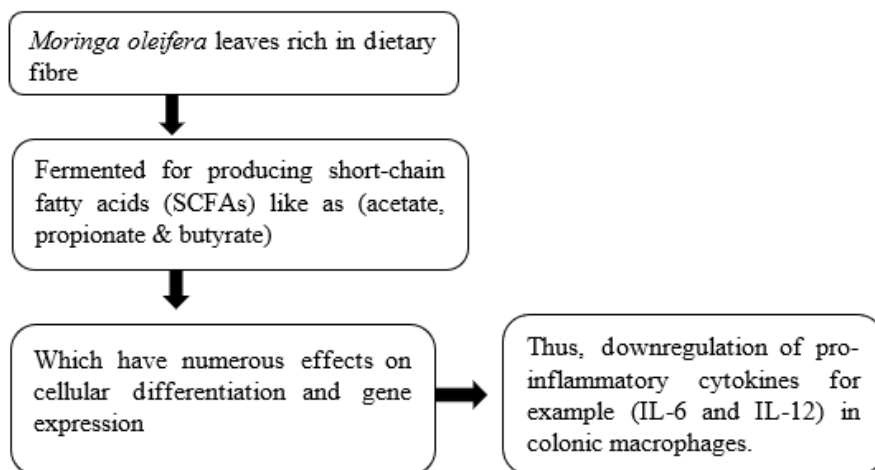 Moringa oleifera leaves rich in dietary
fibre
Fermented for producing short-chain
fatty acids (SCFAs) like as (acetate,
propionate & butyrate)
Which have numerous effects on
cellular differentiation and gene
expression
Thus, downregulation of pro-
inflammatory cytokines for
example (IL-6 and IL-12) in
colonic macrophages.